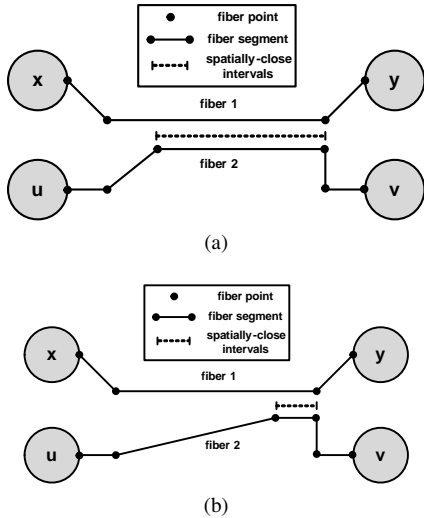 fiber point
fiber segment
spatially-close
intervals
x
y
fiber 1
fiber 2
u
v
(a)
fiber point
fiber segment
spatially-close
intervals
x
y
fiber 1
fiber 2
u
v
(b)